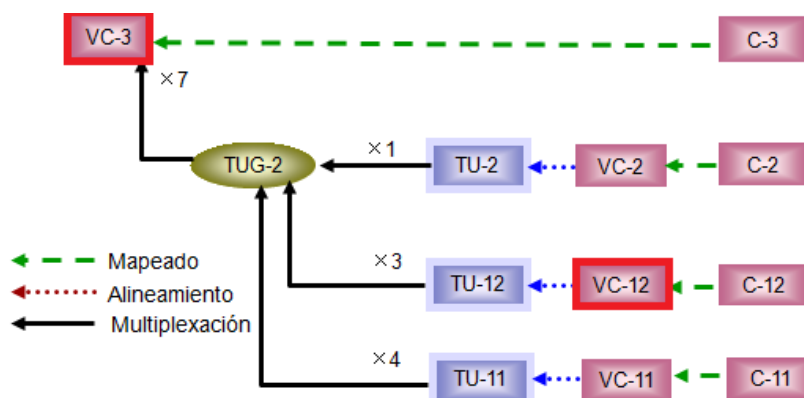 VC-3
C-3
×7
TUG-2
×1
TU-2
VC-2
C-2
Mapeado
Alineamiento
Multiplexación
×3
TU-12
VC-12
C-12
×4
TU-11
VC-11
C-11